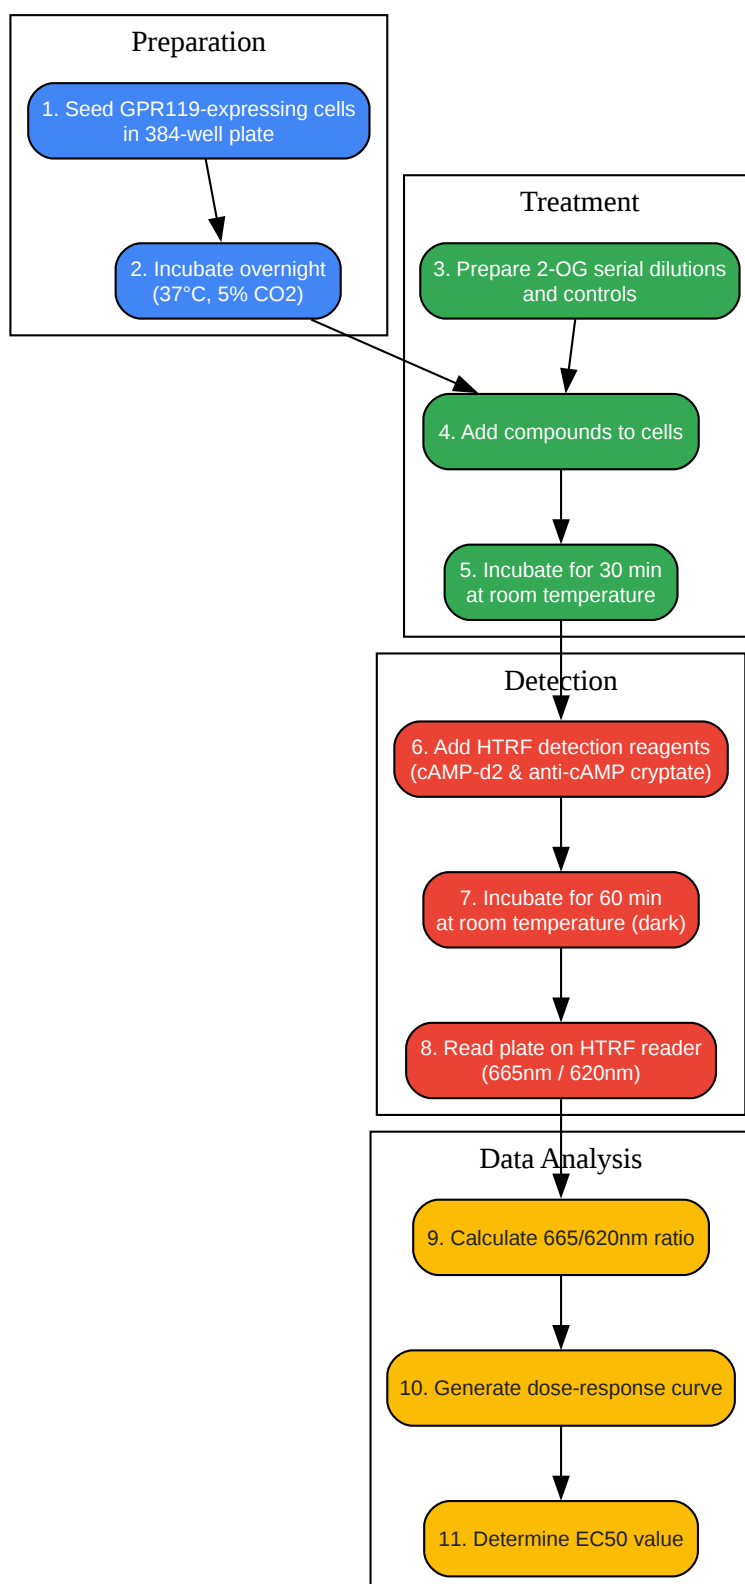 Preparation
1. Seed GPR119-expressing cells
in 384-well plate
2. Incubate overnight
(37°C, 5% CO2)
Treatment
3. Prepare 2-OG serial dilutions
and controls
4. Add compounds to cells
5. Incubate for 30 min
at room temperature
Detection
6. Add HTRF detection reagents
(cAMP-d2 & anti-cAMP cryptate)
7. Incubate for 60 min
at room temperature (dark)
8. Read plate on HTRF reader
(665nm / 620nm)
Data Analysis
9. Calculate 665/620nm ratio
10. Generate dose-response curve
11. Determine EC50 value